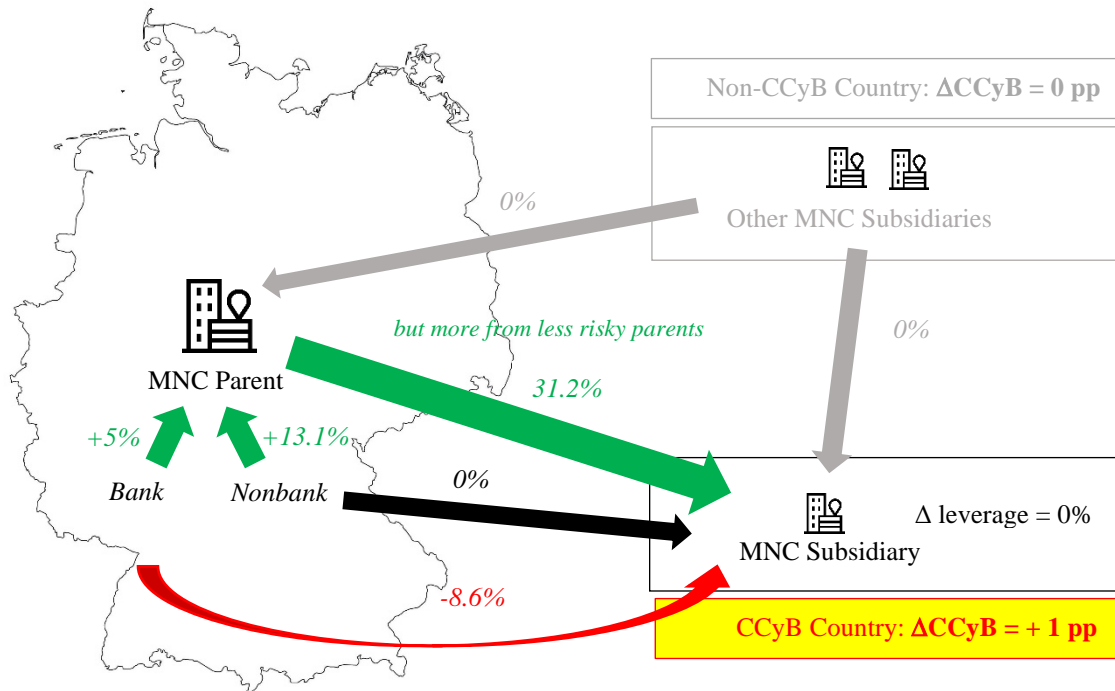 Non-CCyB Country: ΔCCyB = 0 pp
0%
Other MNC Subsidiaries
but more from less risky parents
0%
MNC Parent
31.2%
+5%
+13.1%
Bank
Nonbank
0%
Δ leverage = 0%
MNC Subsidiary
-8.6%
CCyB Country: ΔCCyB = + 1 pp